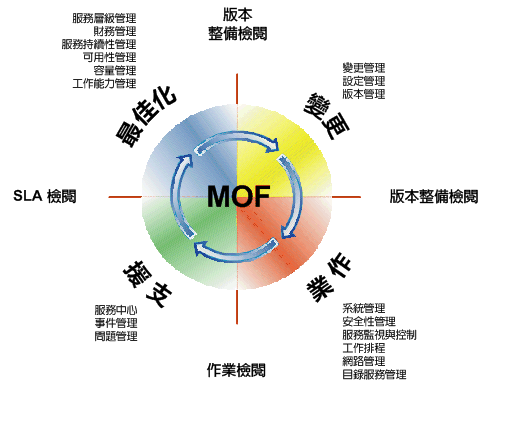 版本
整備檢閱
服務層級管理
財務管理
服務持續性管理
可用性管理
容量管理
工作能力管理
變更管理
設定管理
版本管理
最佳化
變更
MOF
SLA 檢閱
版本整備檢閱
支援
作業
服務中心
事件管理
問題管理
系統管理
安全性管理
服務監視與控制
工作排程
網路管理
目錄服務管理
作業檢閱